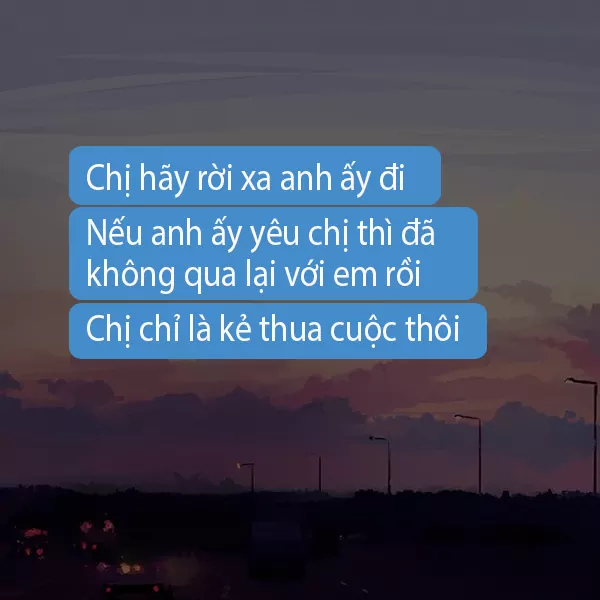 Chị hãy rời xa anh ấy đi
Nếu anh ấy yêu chị thì đã
không qua lại với em rồi
Chị chỉ là kẻ thua cuộc thôi